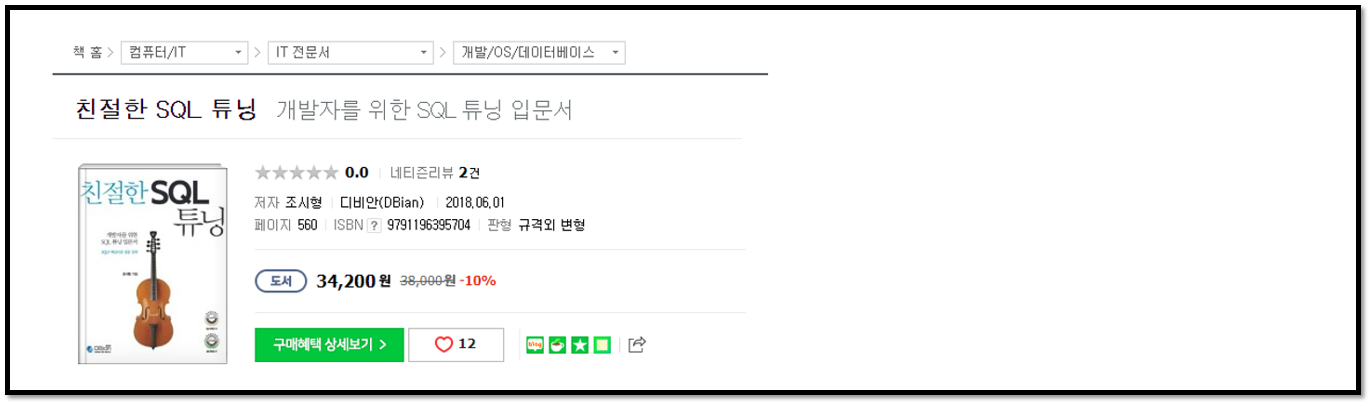 책 홈 > 컴퓨터/IT > IT 전문서 > 개발/OS/데이터베이스
친절한 SQL 튜닝 개발자를 위한 SQL 튜닝 입문서
친절한 SQL
튜닝
개발자를 위한
SQL 튜닝 입문서
0.0 네티즌리뷰 2건
저자 조시형 디비안(DBian) 2018.06.01
페이지 560 ISBN ? 9791196395704 판형 규격외 변형
도서 34,200원 38,000원 -10%
구매혜택 상세보기 > 12 blog